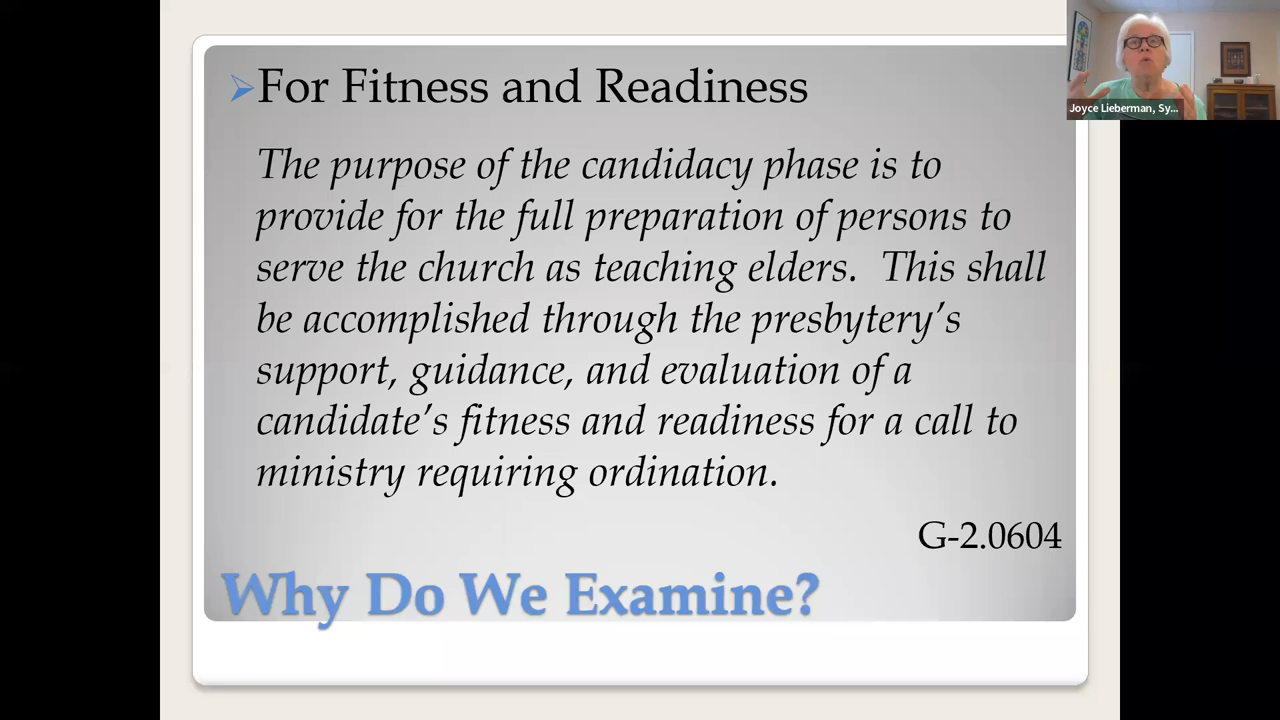 For Fitness and Readiness
The purpose of the candidacy phase is to
provide for the full preparation of persons to
serve the church as teaching elders.  This shall
be accomplished through the presbytery’s
support, guidance, and evaluation of a
candidate’s fitness and readiness for a call to
ministry requiring ordination.
G-2.0604
Why Do We Examine?
Joyce Lieberman, Sy...